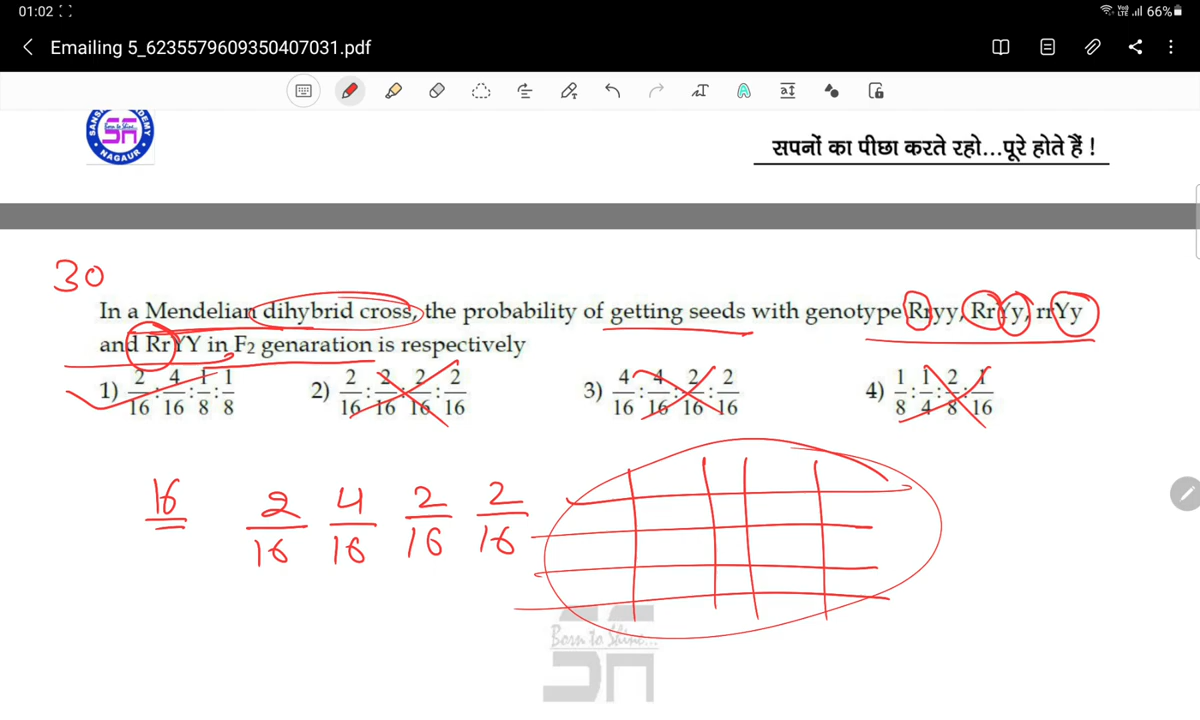 01:02 66%
Emailing 5_6235579609350407031.pdf
SA
NAGAUR
सपनों का पीछा करते रहो...पूरे होते हैं !
30
In a Mendelian dihybrid cross, the probability of getting seeds with genotype Rryy, RrYy, rrYy
and RrYY in F2 genaration is respectively
1) 2/16 : 4/16 : 1/8 : 1/8 2) 2/16 : 2/16 : 2/16 : 2/16 3) 4/16 : 4/16 : 2/16 : 2/16 4) 1/8 : 1/4 : 2/8 : 1/16
16 2/16 4/16 2/16 2/16
Born to Shine...